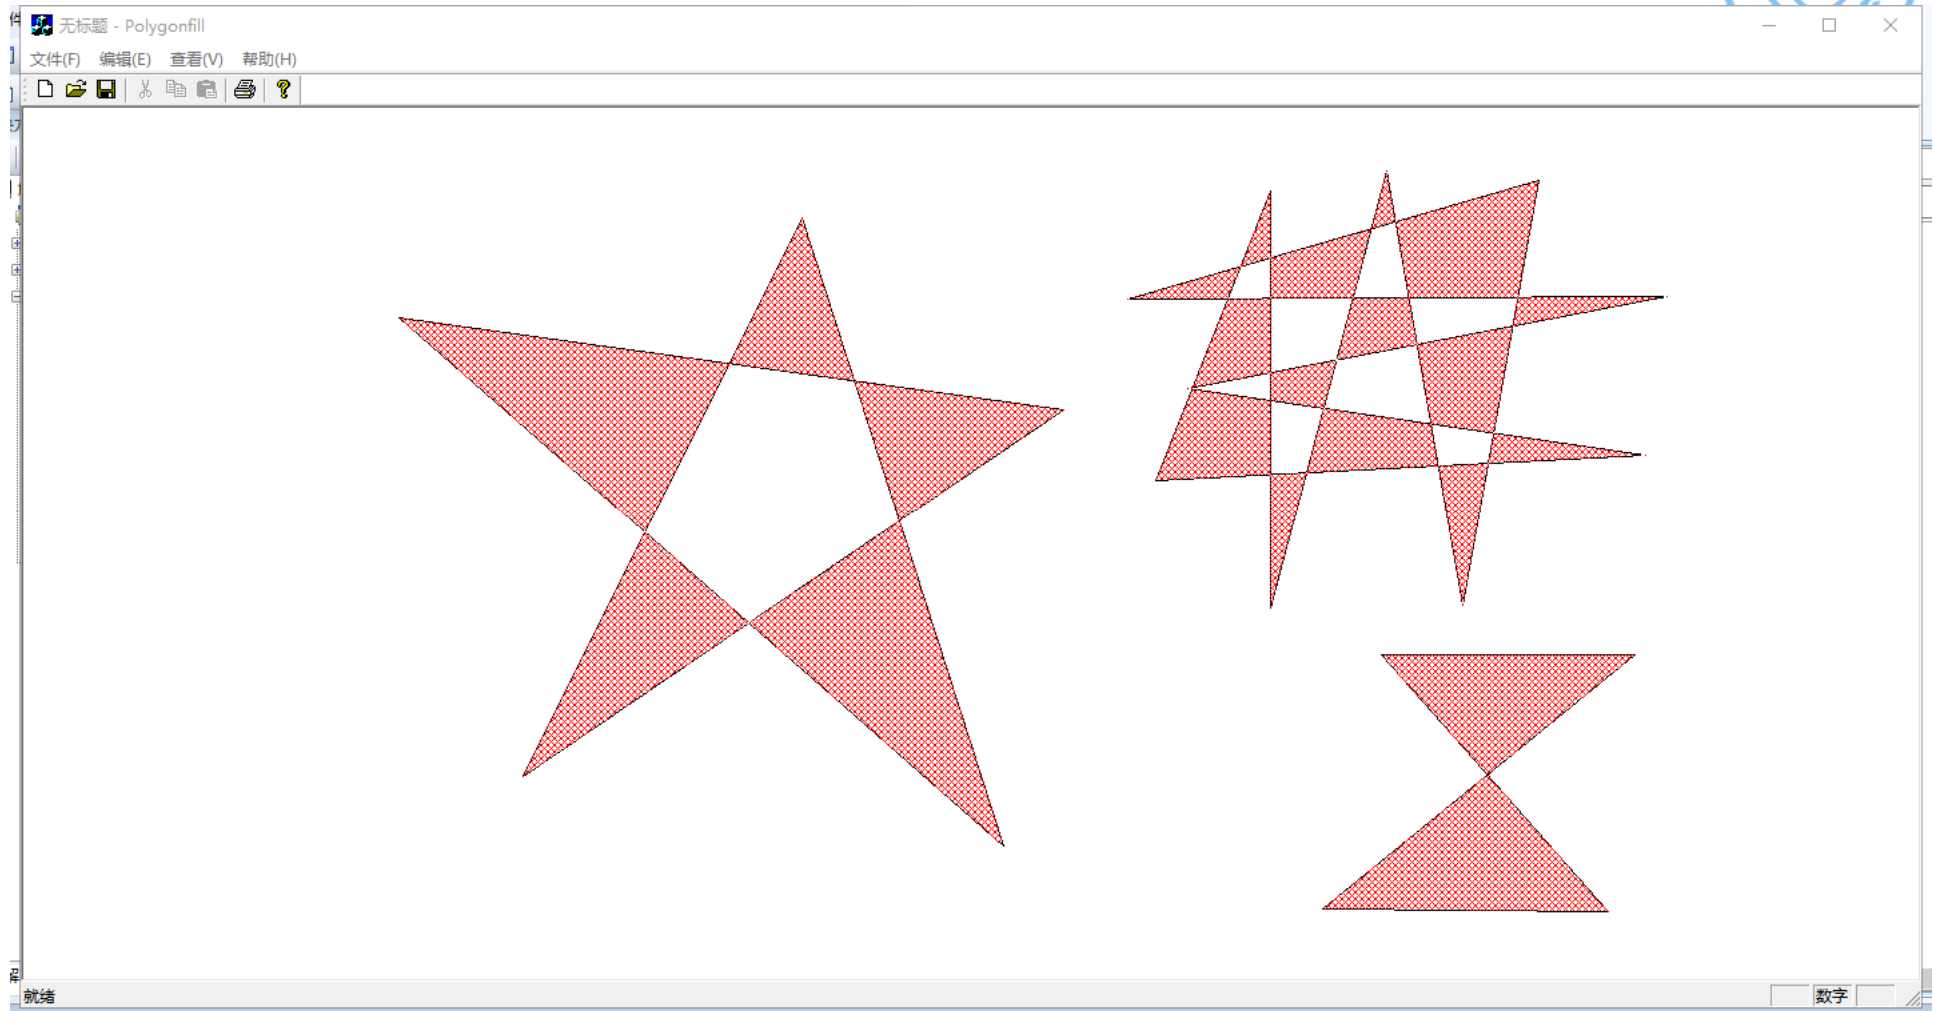 无标题 - Polygonfill
文件(F) 编辑(E) 查看(V) 帮助(H)
就绪
数字